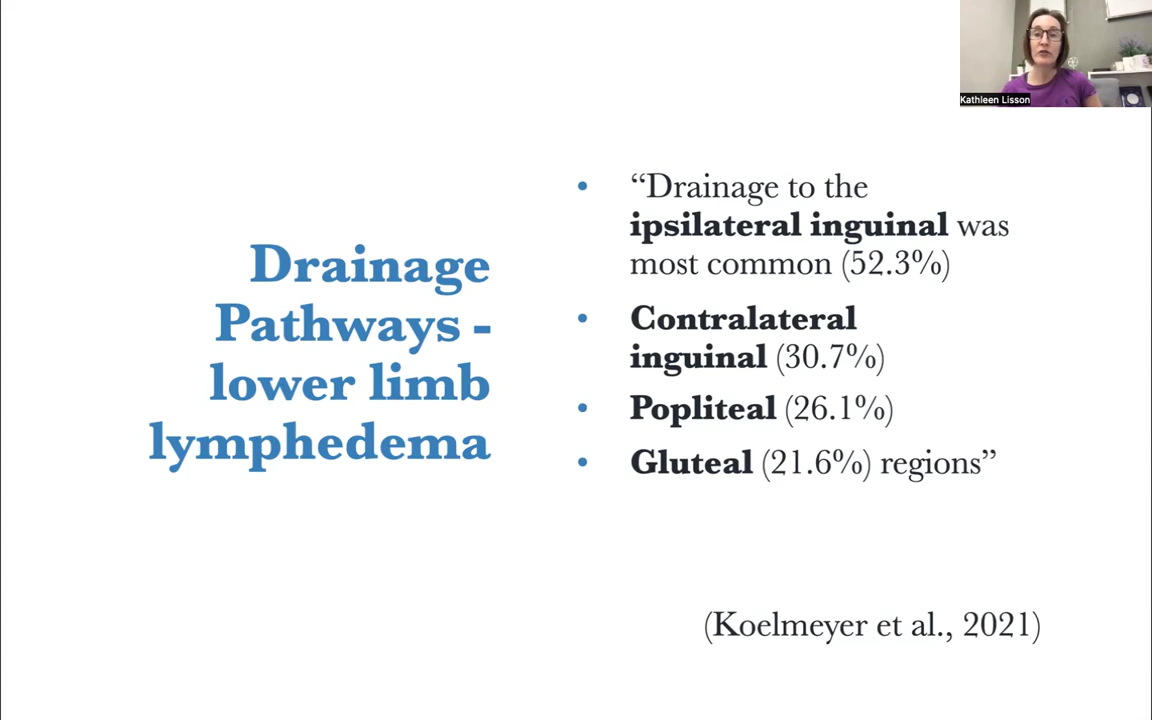 Kathleen Lisson
Drainage
Pathways -
lower limb
lymphedema
• “Drainage to the
ipsilateral inguinal was
most common (52.3%)
• Contralateral
inguinal (30.7%)
• Popliteal (26.1%)
• Gluteal (21.6%) regions”
(Koelmeyer et al., 2021)